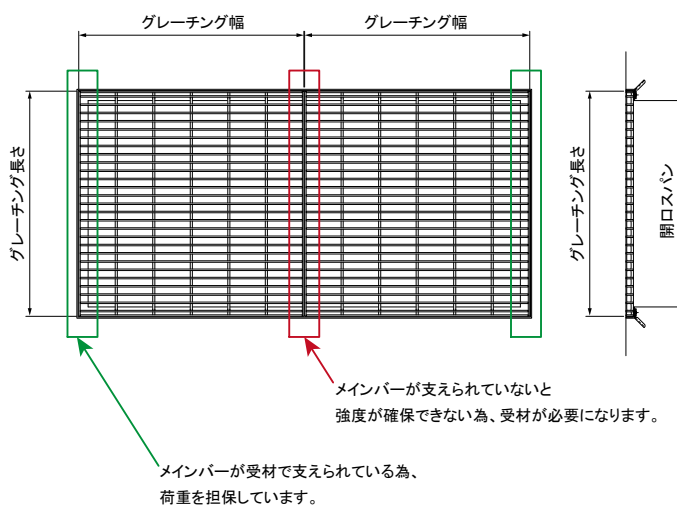 グレーチング幅
グレーチング幅
グレーチング長さ
グレーチング長さ
開口スパン
メインバーが支えられていないと
強度が確保できない為、受材が必要になります。
メインバーが受材で支えられている為、
荷重を担保しています。